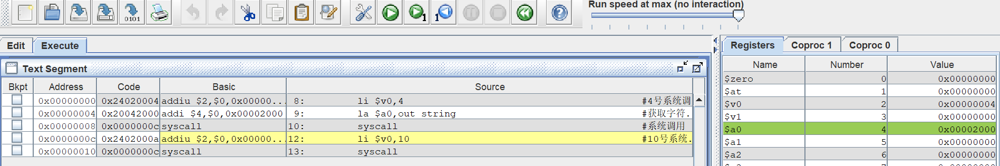 Run speed at max (no interaction)
0101
1
1
Edit Execute
Registers Coproc 1 Coproc 0
Text Segment
Name Number Value
Bkpt Address Code Basic Source
$zero 0 0x00000000
$at 1 0x00000000
$v0 2 0x00000004
$v1 3 0x00000000
$a0 4 0x00002000
$a1 5 0x00000000
$a2 6 0x00000000
0x00000000 0x24020004 addiu $2,$0,0x00000... 8: li $v0,4 #4号系统调
0x00000004 0x20042000 addi $4,$0,0x00002000 9: la $a0,out string #获取字符.
0x00000008 0x0000000c syscall 10: syscall #系统调用
0x0000000c 0x2402000a addiu $2,$0,0x00000... 12: li $v0,10 #10号系统.
0x00000010 0x0000000c syscall 13: syscall